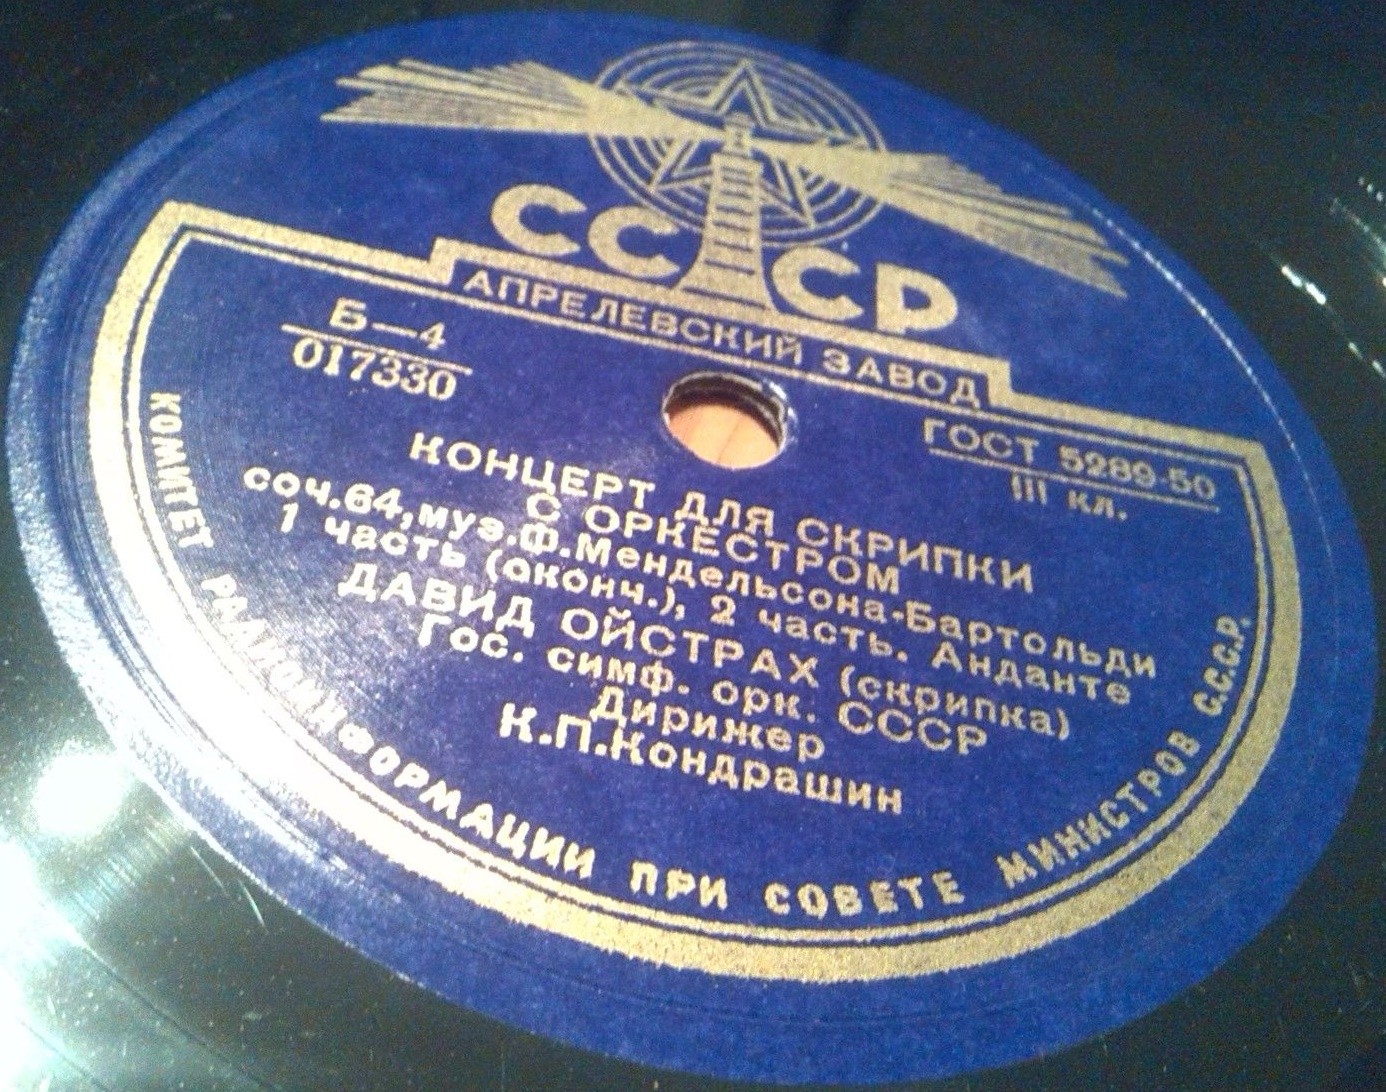 СССР
АПРЕЛЕВСКИЙ ЗАВОД
Б—4
017330
ГОСТ 5289-50
III кл.
КОНЦЕРТ ДЛЯ СКРИПКИ
С ОРКЕСТРОМ
соч.64,муз.Ф.Мендельсона-Бартольди
1 часть (оконч.), 2 часть. Анданте
ДАВИД ОЙСТРАХ (скрипка)
Гос. симф. орк. СССР
Дирижер
К.П.Кондрашин
КОМИТЕТ РАДИОИНФОРМАЦИИ ПРИ СОВЕТЕ МИНИСТРОВ С.С.С.Р.